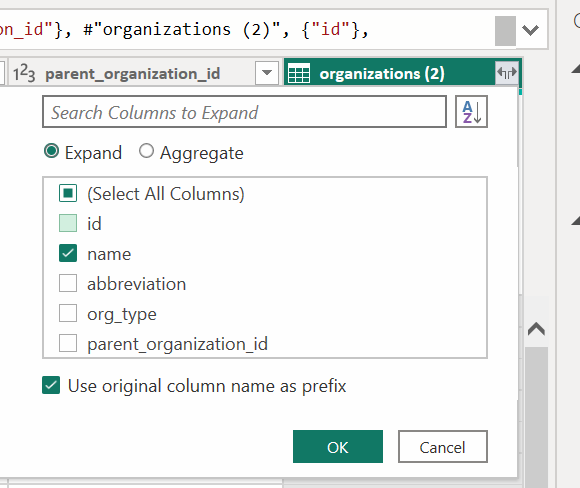 on_id"}, #"organizations (2)", {"id"},
123 parent_organization_id organizations (2)
Search Columns to Expand
A
Z
Expand Aggregate
(Select All Columns)
id
name
abbreviation
org_type
parent_organization_id
Use original column name as prefix
OK Cancel